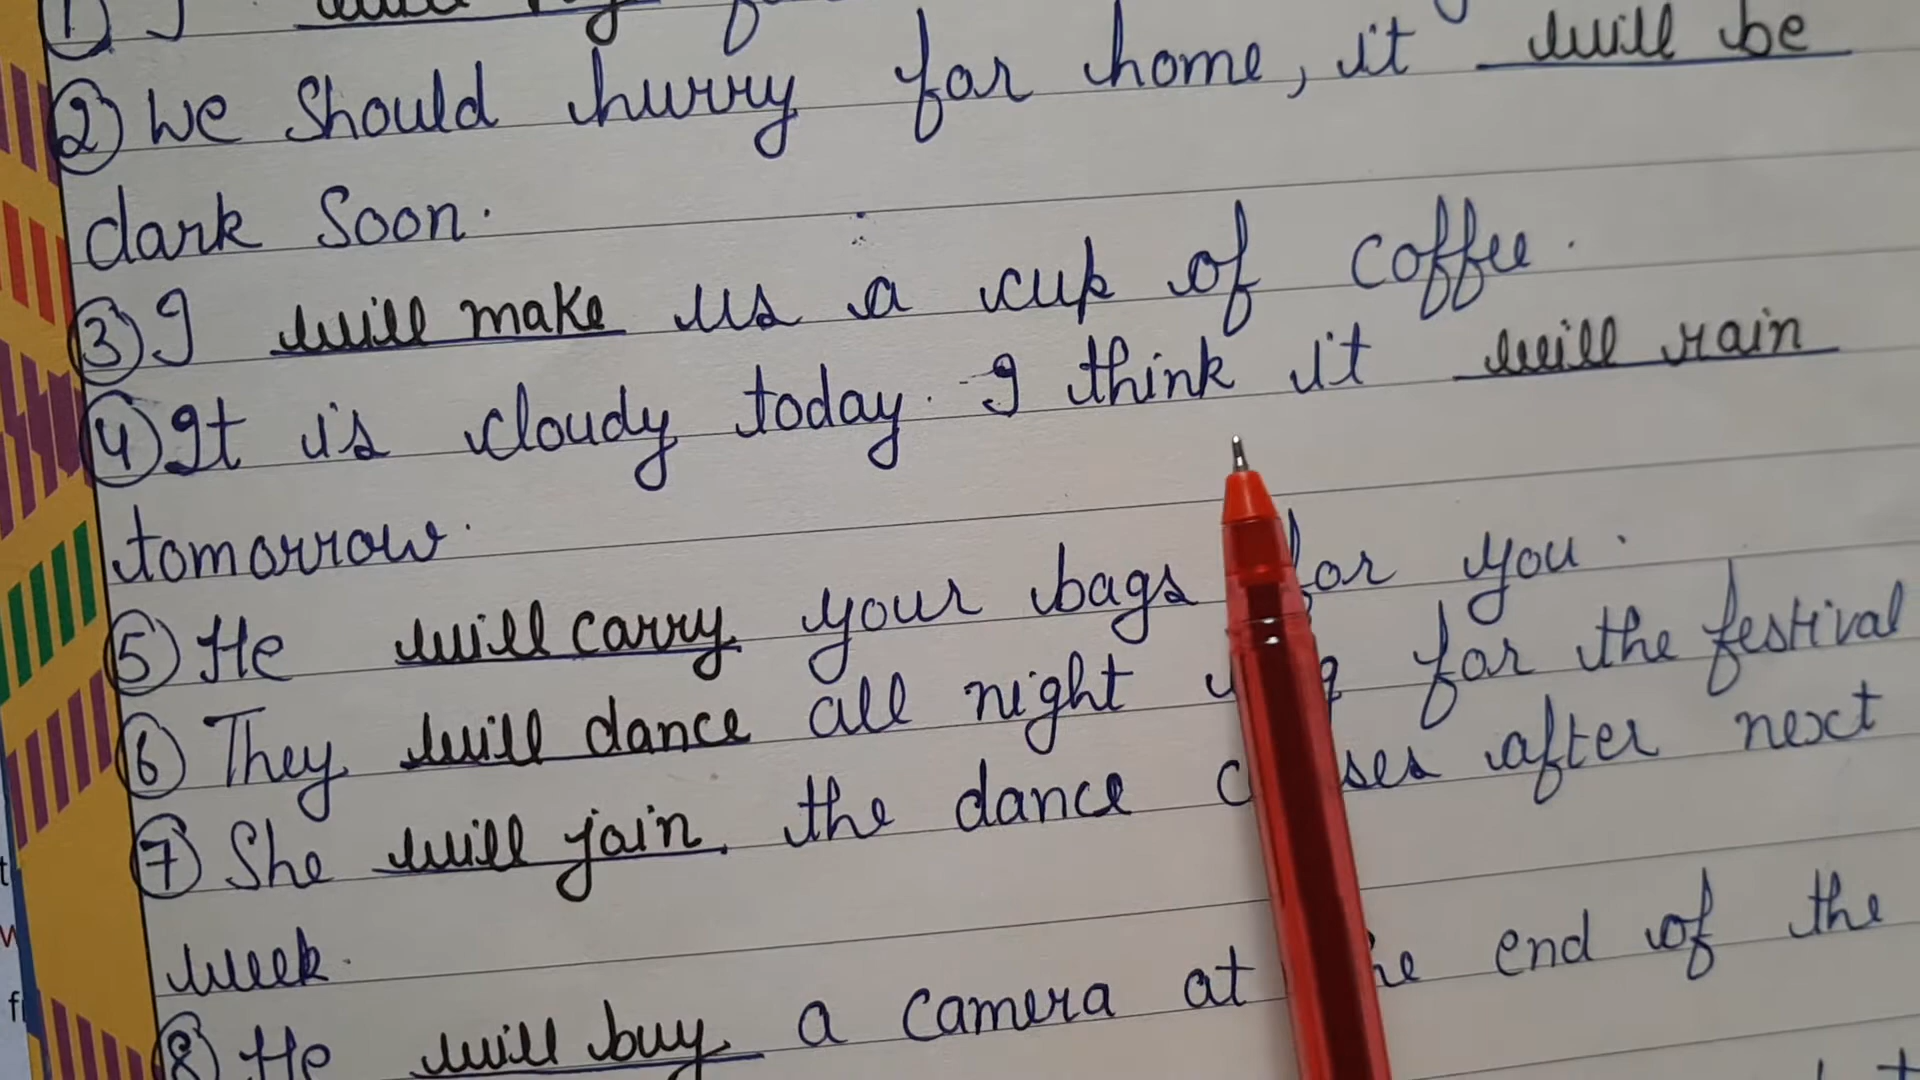 ① I will
② We should hurry for home, it will be
dark soon.
③ I will make us a cup of coffee.
④ It is cloudy today. I think it will rain
tomorrow.
⑤ He will carry your bags for you.
⑥ They will dance all night for the festival
⑦ She will join the dance after next
week.
⑧ He will buy a camera at end of the